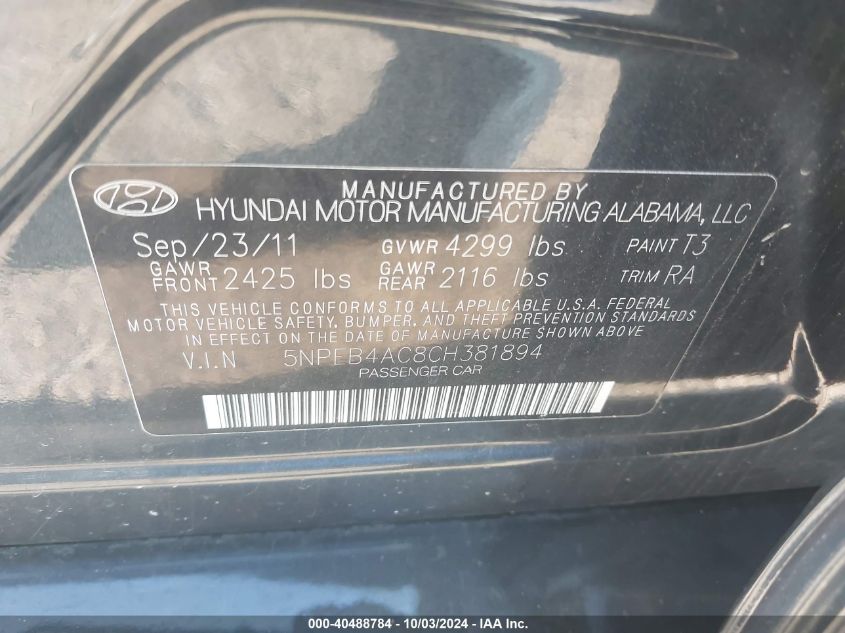 MANUFACTURED BY
HYUNDAI MOTOR MANUFACTURING ALABAMA, LLC
Sep/23/11 GVWR 4299 lbs PAINT T3
GAWR FRONT 2425 lbs GAWR REAR 2116 lbs TRIM RA
THIS VEHICLE CONFORMS TO ALL APPLICABLE U.S.A. FEDERAL
MOTOR VEHICLE SAFETY, BUMPER, AND THEFT PREVENTION STANDARDS
IN EFFECT ON THE DATE OF MANUFACTURE SHOWN ABOVE
V.I.N 5NPEB4AC8CH381894
PASSENGER CAR
000-40488784 - 10/03/2024 - IAA Inc.